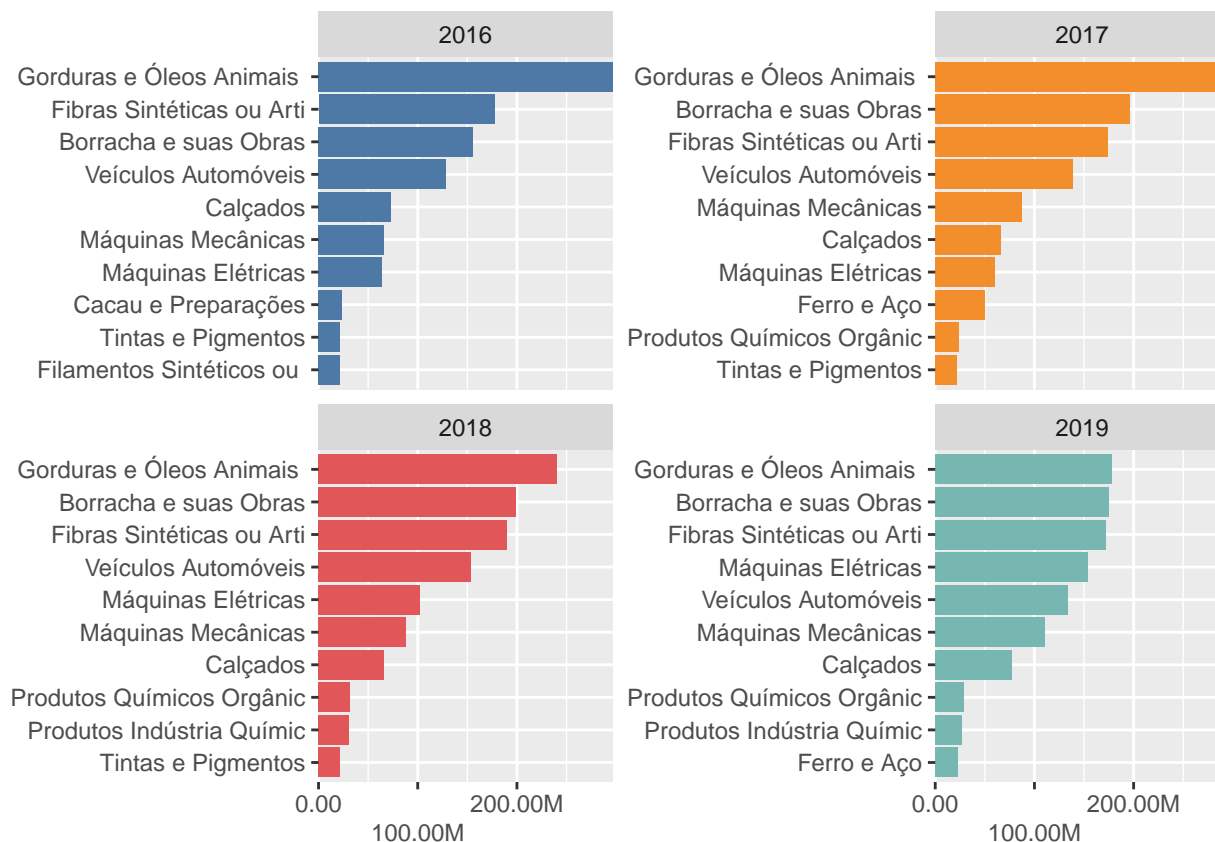 2016
Gorduras e Óleos Animais
Fibras Sintéticas ou Arti
Borracha e suas Obras
Veículos Automóveis
Calçados
Máquinas Mecânicas
Máquinas Elétricas
Cacau e Preparações
Tintas e Pigmentos
Filamentos Sintéticos ou
2017
Gorduras e Óleos Animais
Borracha e suas Obras
Fibras Sintéticas ou Arti
Veículos Automóveis
Máquinas Mecânicas
Calçados
Máquinas Elétricas
Ferro e Aço
Produtos Químicos Orgânic
Tintas e Pigmentos
2018
Gorduras e Óleos Animais
Borracha e suas Obras
Fibras Sintéticas ou Arti
Veículos Automóveis
Máquinas Elétricas
Máquinas Mecânicas
Calçados
Produtos Químicos Orgânic
Produtos Indústria Químic
Tintas e Pigmentos
0.00
100.00M
200.00M
2019
Gorduras e Óleos Animais
Borracha e suas Obras
Fibras Sintéticas ou Arti
Máquinas Elétricas
Veículos Automóveis
Máquinas Mecânicas
Calçados
Produtos Químicos Orgânic
Produtos Indústria Químic
Ferro e Aço
0.00
100.00M
200.00M